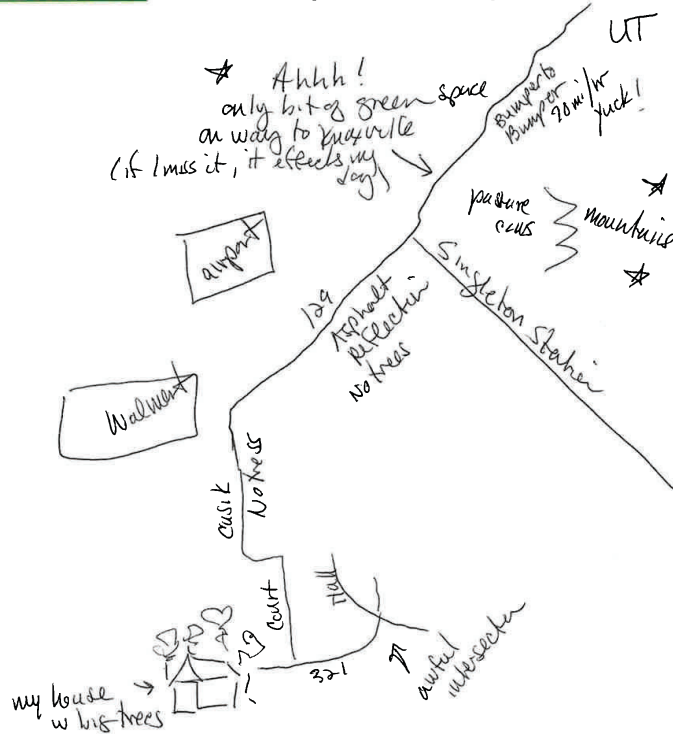 UT
Ahhh!
only bit of green space
on way to Knoxville
(if I miss it, it effects my
day)
Bumper to
Bumper 20 mi/hr
yuck!
pasture
cows
mountains
airport
Singleton Station
129
Asphalt
reflection
No trees
Walmart
Cusik
No tress
Court
Hall
321
awful
intersection
my house
w big trees